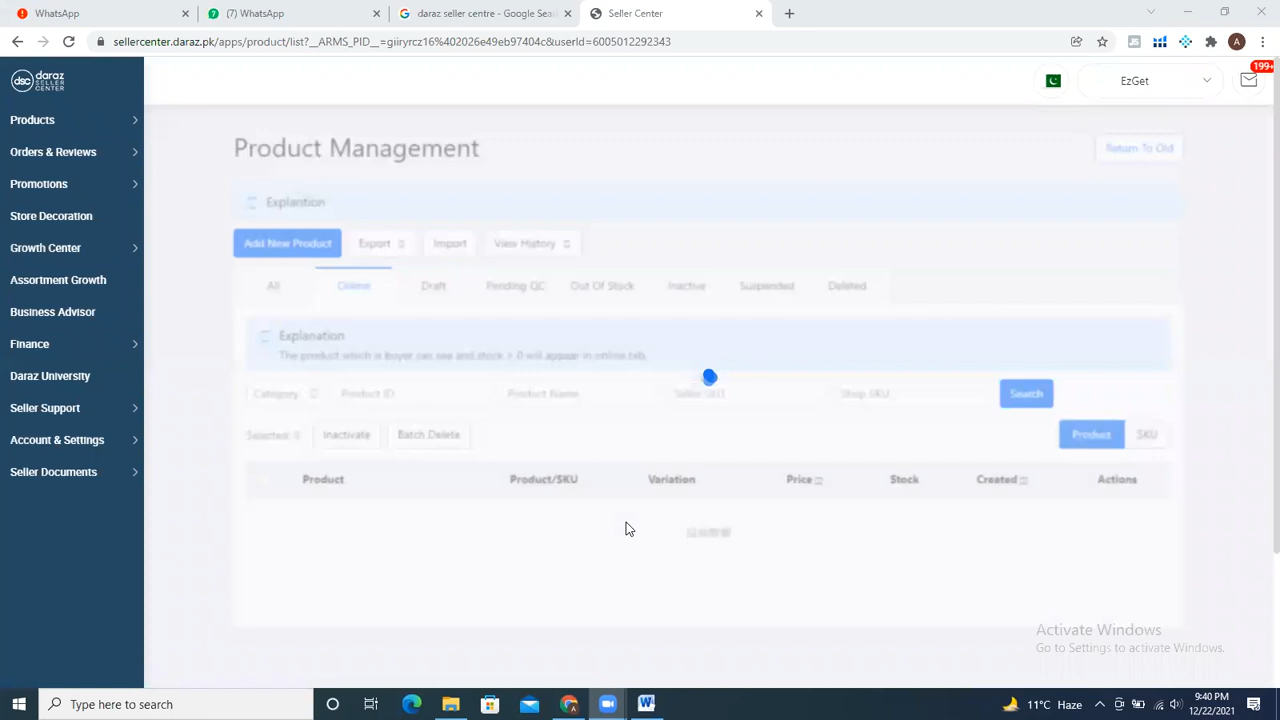 WhatsApp
(7) WhatsApp
daraz seller centre - Google Sear
Seller Center
sellercenter.daraz.pk/apps/product/list?__ARMS_PID__=giiryrcz16%402026e49eb97404c&userId=6005012292343
A
dsc daraz SELLER CENTER
EzGet
199+
Products
Orders & Reviews
Promotions
Store Decoration
Growth Center
Assortment Growth
Business Advisor
Finance
Daraz University
Seller Support
Account & Settings
Seller Documents
Product Management
Return To Old
Explantion
Add New Product Export Import View History
All Online Draft Pending QC Out Of Stock Inactive Suspended Deleted
Explanation
The product which is buyer can see and stock > 0 will appear in online tab.
Category Product ID Product Name Seller SKU Shop SKU Search
Selected: 0 Inactivate Batch Delete Product SKU
Product Product/SKU Variation Price Stock Created Actions
Activate Windows
Go to Settings to activate Windows.
Type here to search
11°C Haze
9:40 PM
12/22/2021